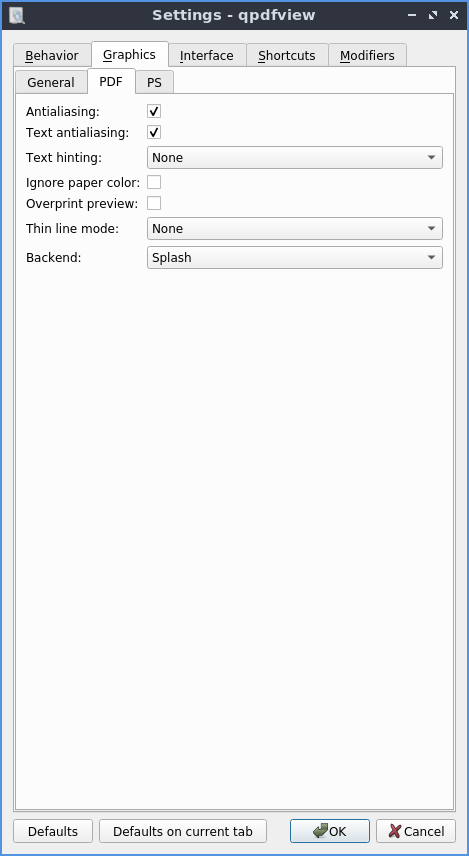 Settings - qpdfview
Behavior Graphics Interface Shortcuts Modifiers
General PDF PS
Antialiasing:
Text antialiasing:
Text hinting: None
Ignore paper color:
Overprint preview:
Thin line mode: None
Backend: Splash
Defaults Defaults on current tab OK Cancel